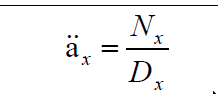 ä_x = N_x / D_x